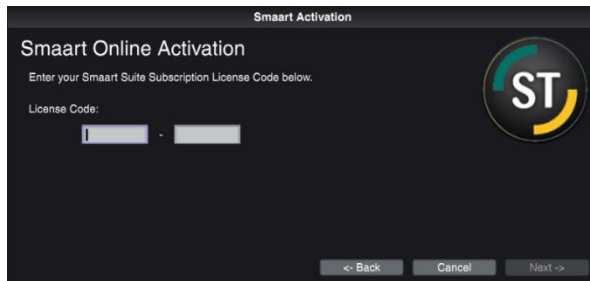 Smaart Activation
Smaart Online Activation
Enter your Smaart Suite Subscription License Code below.
License Code:
-
ST
<- Back Cancel Next ->